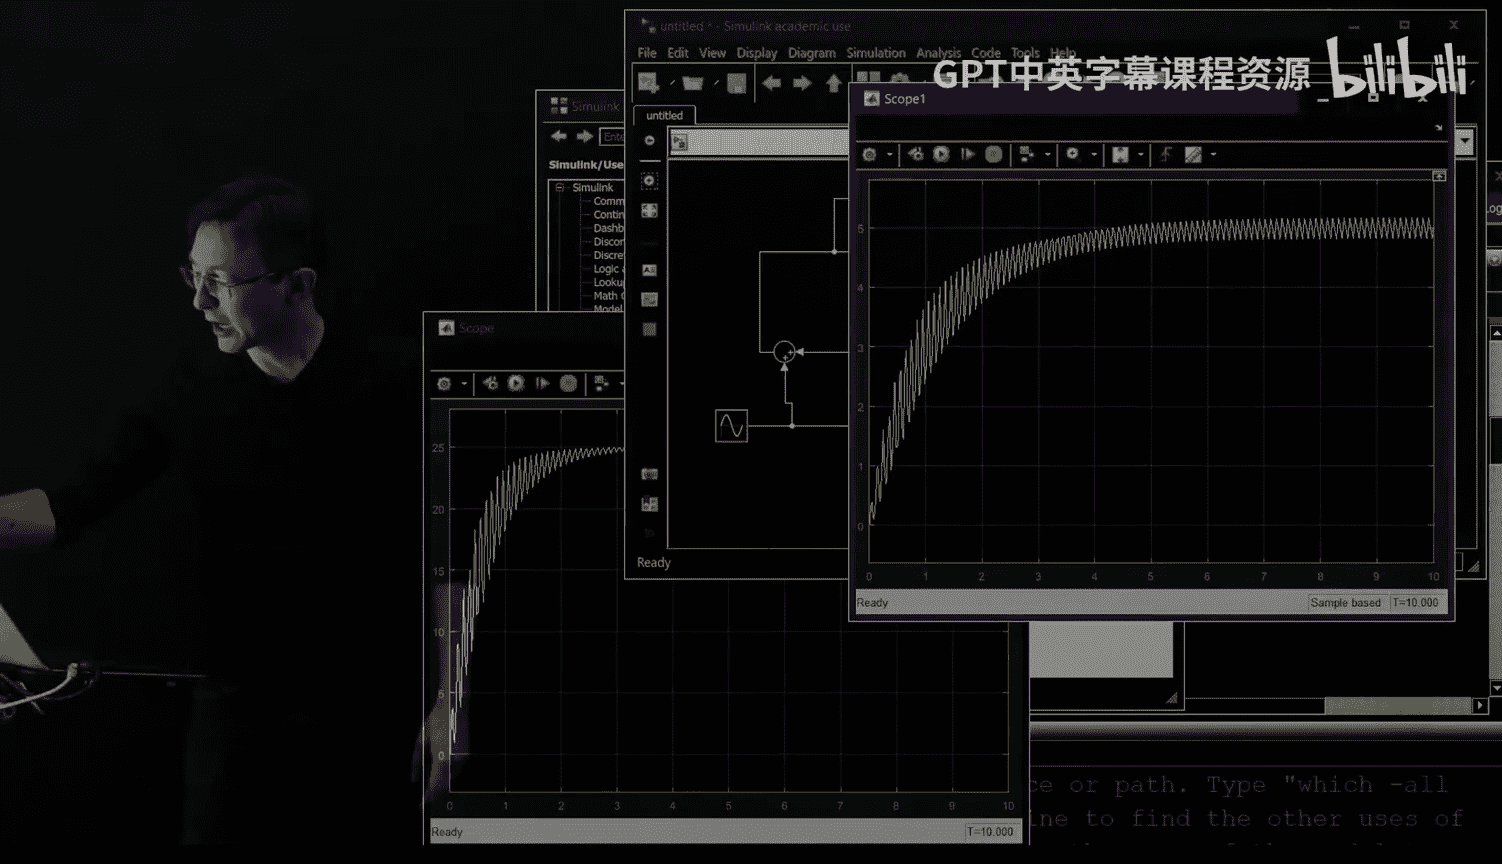 untitled * - Simulink academic use
File Edit View Display Diagram Simulation Analysis Code Tools Help
GPT中英字幕课程资源 bilibili
Simulink
Scope1
untitled
Ente
Simulink/Use
Simulink
Comm
Contin
Dashb
Discon
Discre
Logic a
Lookup
Math O
Model
Log
5
4
3
2
1
0
0 1 2 3 4 5 6 7 8 9 10
Ready
Ready Sample based T=10.000
Scope
25
20
15
10
5
0
0 1 2 3 4 5 6 7 8 9 10
Ready T=10.000
ce or path. Type "which -all
ine to find the other uses of